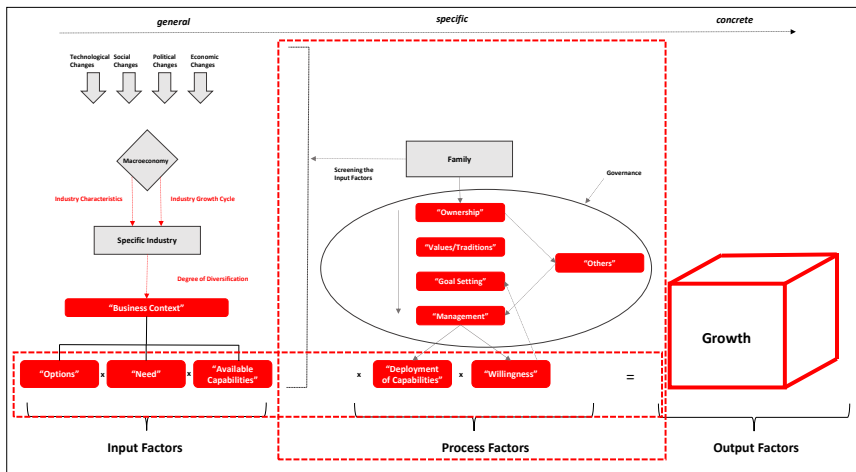 general
specific
concrete
Technological Changes
Social Changes
Political Changes
Economic Changes
Macroeconomy
Industry Characteristics
Industry Growth Cycle
Specific Industry
Degree of Diversification
“Business Context”
“Options”
x
“Need”
x
“Available
Capabilities”
Input Factors
Family
Screening the
Input Factors
Governance
“Ownership”
“Values/Traditions”
“Others”
“Goal Setting”
“Management”
x
“Deployment
of Capabilities”
x
“Willingness”
=
Process Factors
Growth
Output Factors